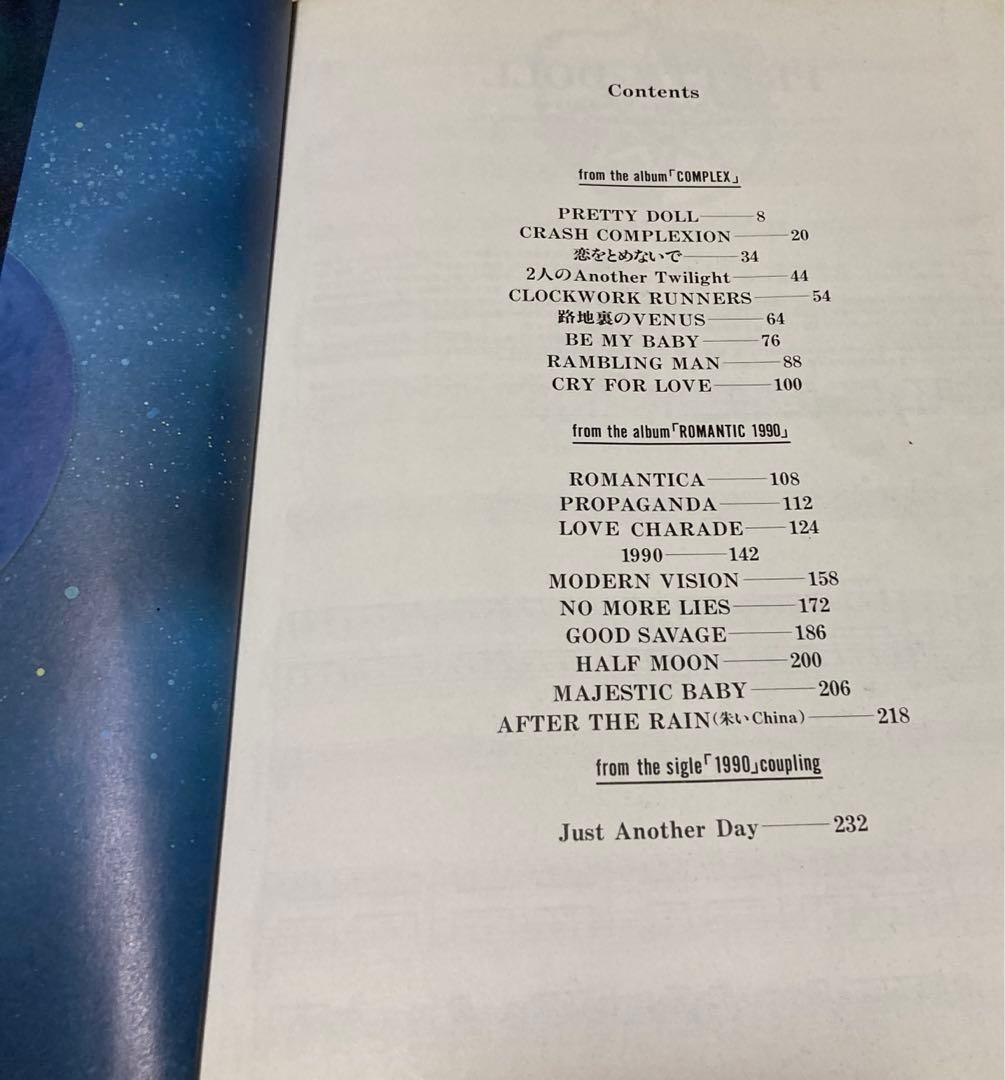 Contents
from the album「COMPLEX」
PRETTY DOLL———8
CRASH COMPLEXION———20
恋をとめないで———34
2人のAnother Twilight———44
CLOCKWORK RUNNERS———54
路地裏のVENUS———64
BE MY BABY———76
RAMBLING MAN———88
CRY FOR LOVE———100
from the album「ROMANTIC 1990」
ROMANTICA———108
PROPAGANDA———112
LOVE CHARADE———124
1990———142
MODERN VISION———158
NO MORE LIES———172
GOOD SAVAGE———186
HALF MOON———200
MAJESTIC BABY———206
AFTER THE RAIN(朱いChina)———218
from the sigle「1990」coupling
Just Another Day———232